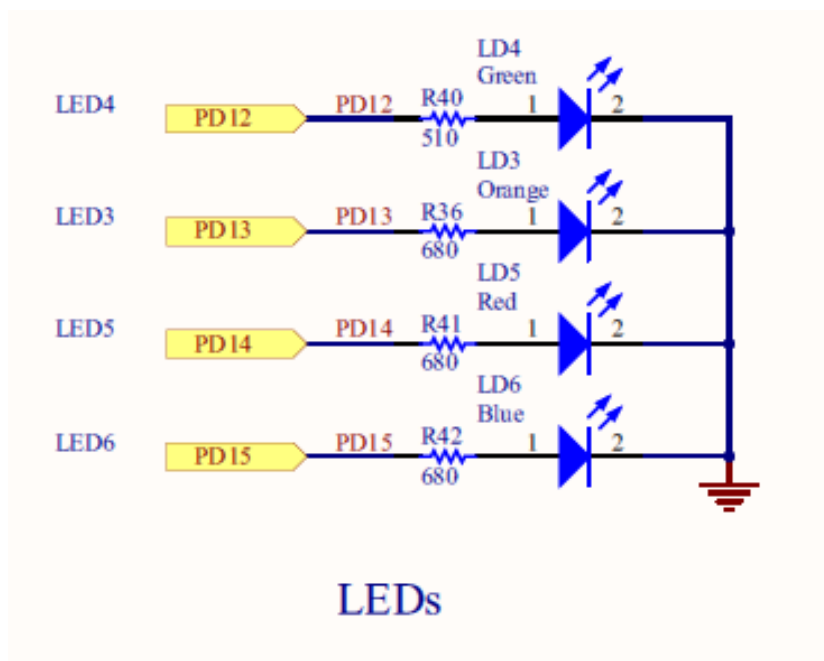 LD4
Green
LED4 PD12 PD12 R40 1 2
510
LD3
Orange
LED3 PD13 PD13 R36 1 2
680
LD5
Red
LED5 PD14 PD14 R41 1 2
680
LD6
Blue
LED6 PD15 PD15 R42 1 2
680
LEDs